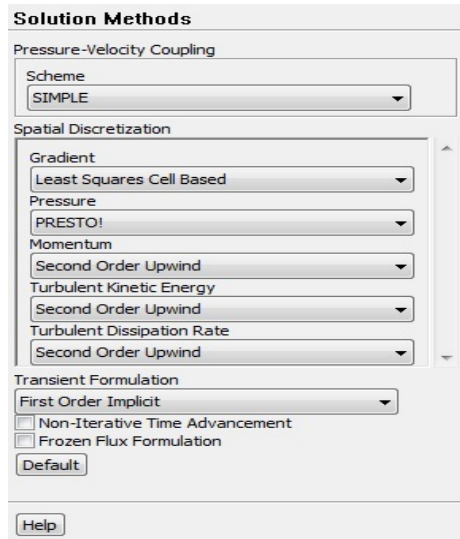 Solution Methods
Pressure-Velocity Coupling
Scheme
SIMPLE
Spatial Discretization
Gradient
Least Squares Cell Based
Pressure
PRESTO!
Momentum
Second Order Upwind
Turbulent Kinetic Energy
Second Order Upwind
Turbulent Dissipation Rate
Second Order Upwind
Transient Formulation
First Order Implicit
Non-Iterative Time Advancement
Frozen Flux Formulation
Default
Help